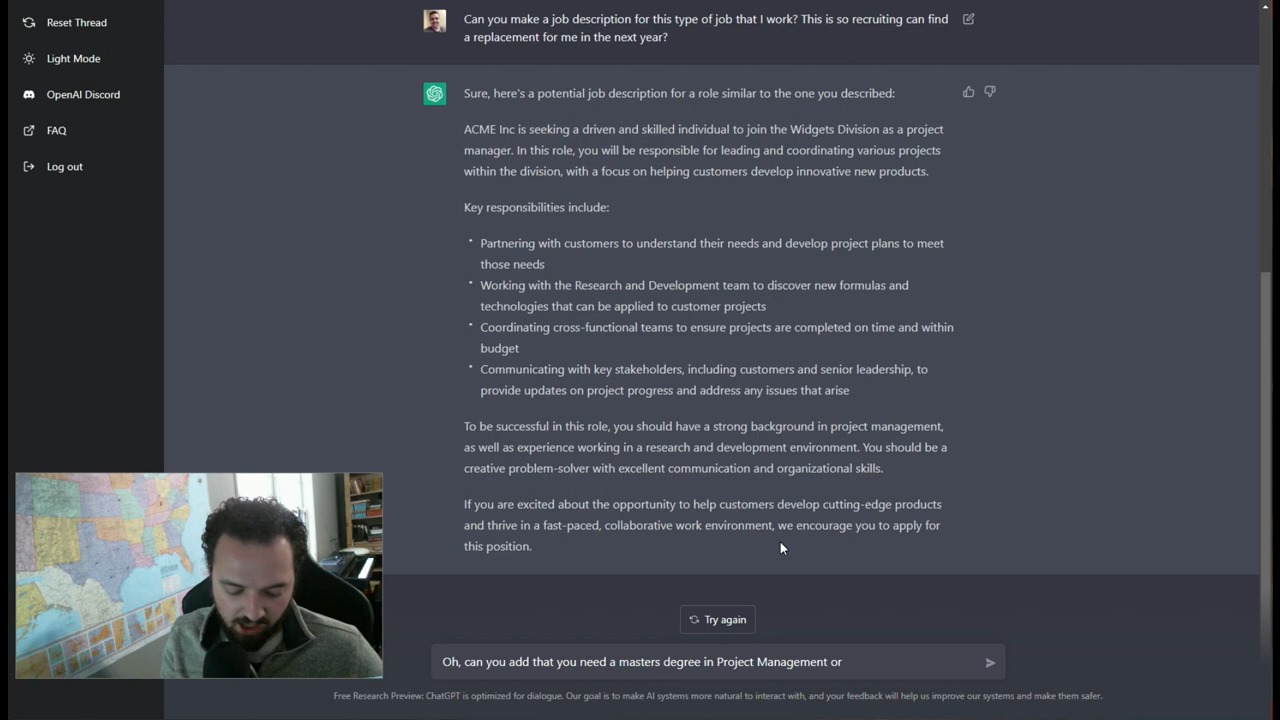 Reset Thread
Light Mode
OpenAI Discord
FAQ
Log out
Can you make a job description for this type of job that I work? This is so recruiting can find
a replacement for me in the next year?
Sure, here's a potential job description for a role similar to the one you described:
ACME Inc is seeking a driven and skilled individual to join the Widgets Division as a project
manager. In this role, you will be responsible for leading and coordinating various projects
within the division, with a focus on helping customers develop innovative new products.
Key responsibilities include:
• Partnering with customers to understand their needs and develop project plans to meet
those needs
• Working with the Research and Development team to discover new formulas and
technologies that can be applied to customer projects
• Coordinating cross-functional teams to ensure projects are completed on time and within
budget
• Communicating with key stakeholders, including customers and senior leadership, to
provide updates on project progress and address any issues that arise
To be successful in this role, you should have a strong background in project management,
as well as experience working in a research and development environment. You should be a
creative problem-solver with excellent communication and organizational skills.
If you are excited about the opportunity to help customers develop cutting-edge products
and thrive in a fast-paced, collaborative work environment, we encourage you to apply for
this position.
Try again
Oh, can you add that you need a masters degree in Project Management or
Free Research Preview: ChatGPT is optimized for dialogue. Our goal is to make AI systems more natural to interact with, and your feedback will help us improve our systems and make them safer.